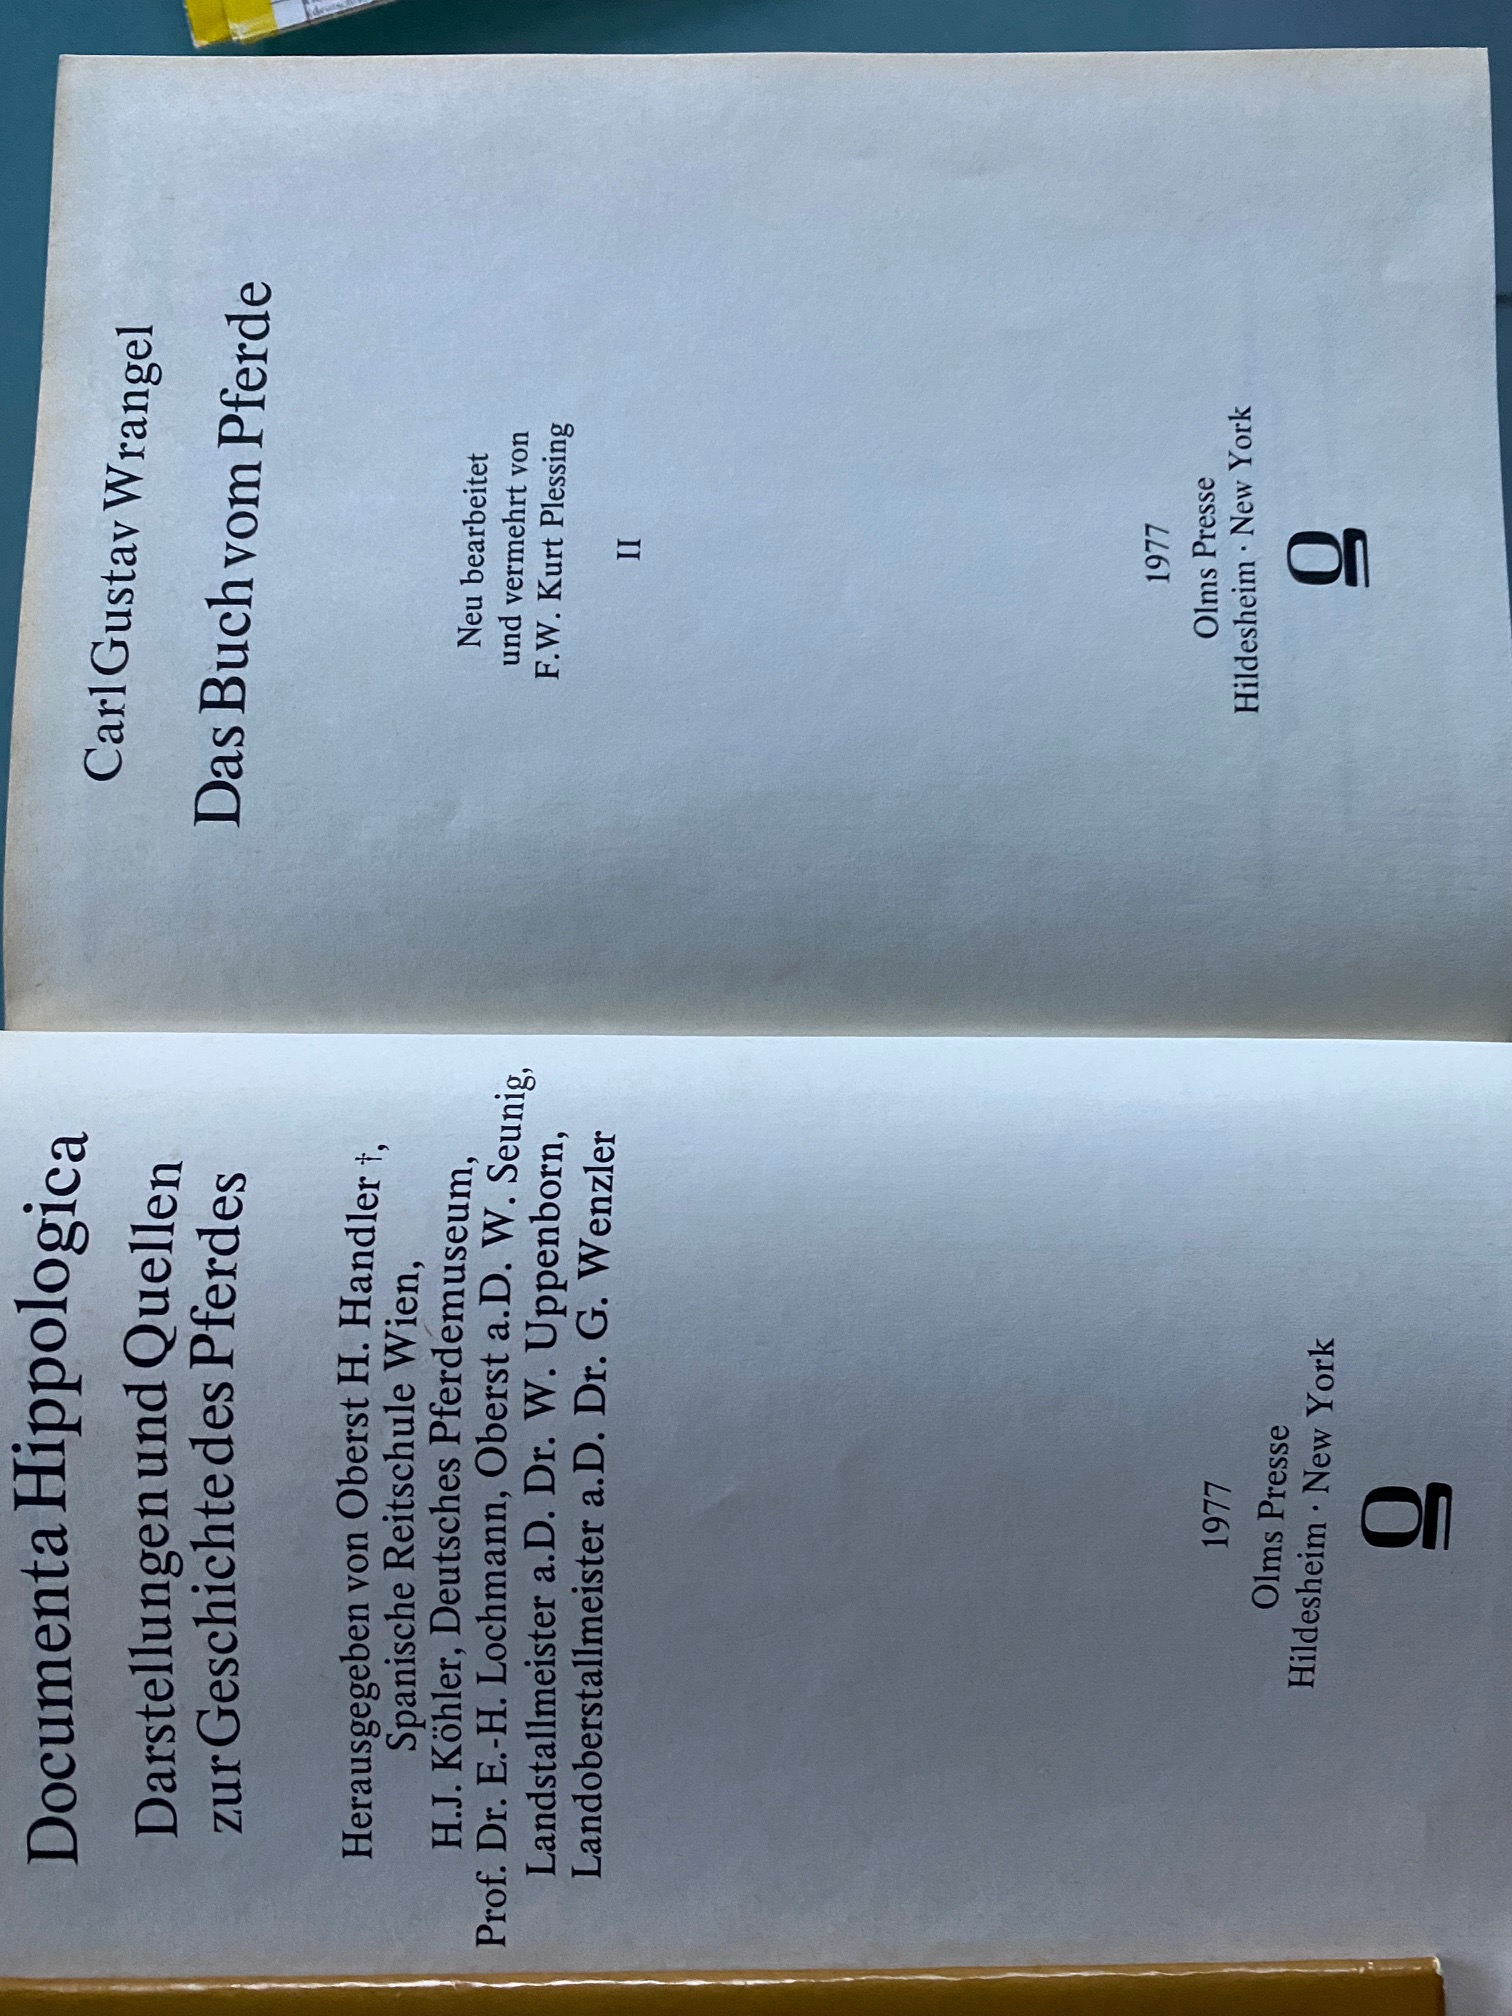 Documenta Hippologica
Darstellungen und Quellen
zur Geschichte des Pferdes
Herausgegeben von Oberst H. Handler †,
Spanische Reitschule Wien,
H.J. Köhler, Deutsches Pferdemuseum,
Prof. Dr. E.-H. Lochmann, Oberst a.D. W. Seunig,
Landstallmeister a.D. Dr. W. Uppenborn,
Landoberstallmeister a.D. Dr. G. Wenzler
1977
Olms Presse
Hildesheim · New York
Carl Gustav Wrangel
Das Buch vom Pferde
Neu bearbeitet
und vermehrt von
F.W. Kurt Plessing
II
1977
Olms Presse
Hildesheim · New York